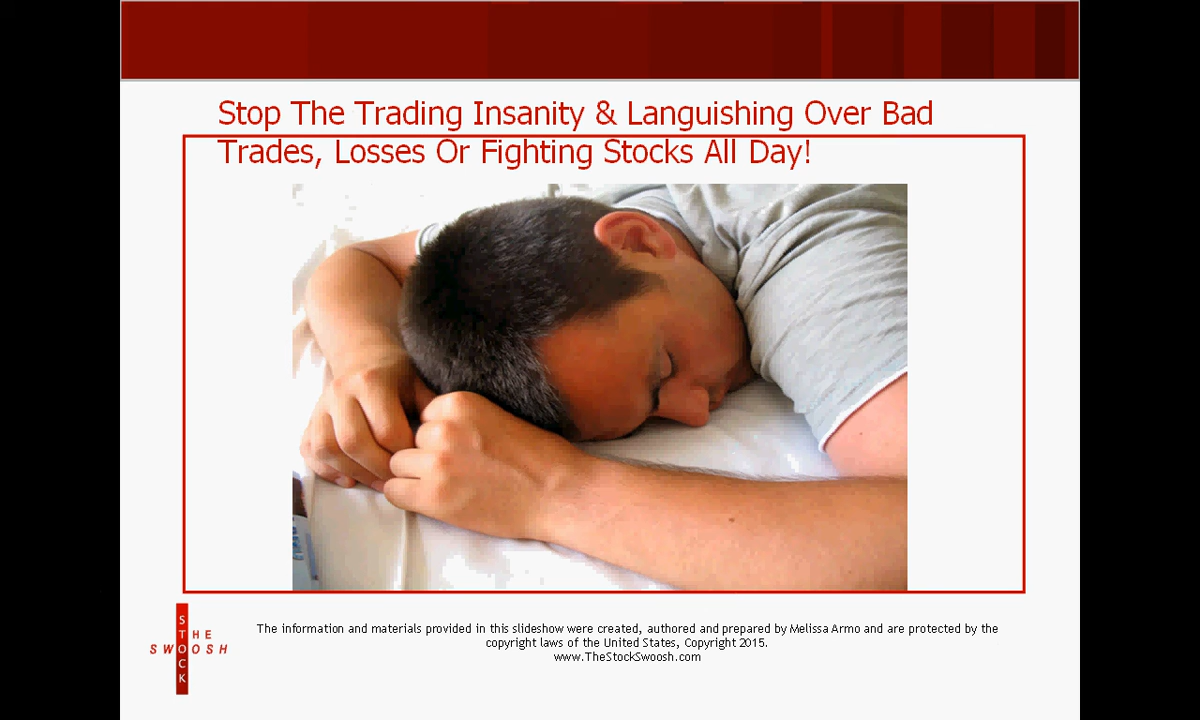 Stop The Trading Insanity & Languishing Over Bad
Trades, Losses Or Fighting Stocks All Day!
THE
SWOOSH
STOCK
The information and materials provided in this slideshow were created, authored and prepared by Melissa Armo and are protected by the
copyright laws of the United States, Copyright 2015.
www.TheStockSwoosh.com